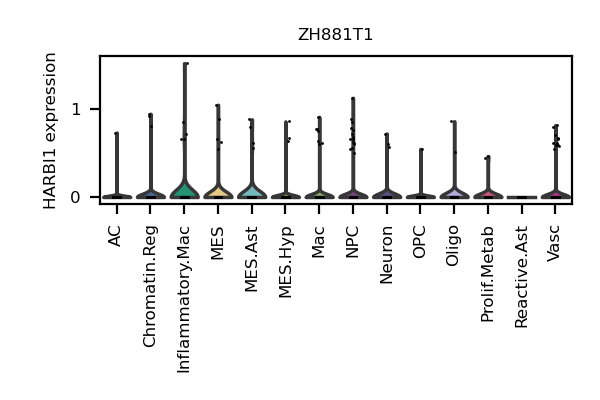 ZH881T1
HARBI1 expression
1
0
AC
Chromatin.Reg
Inflammatory.Mac
MES
MES.Ast
MES.Hyp
Mac
NPC
Neuron
OPC
Oligo
Prolif.Metab
Reactive.Ast
Vasc